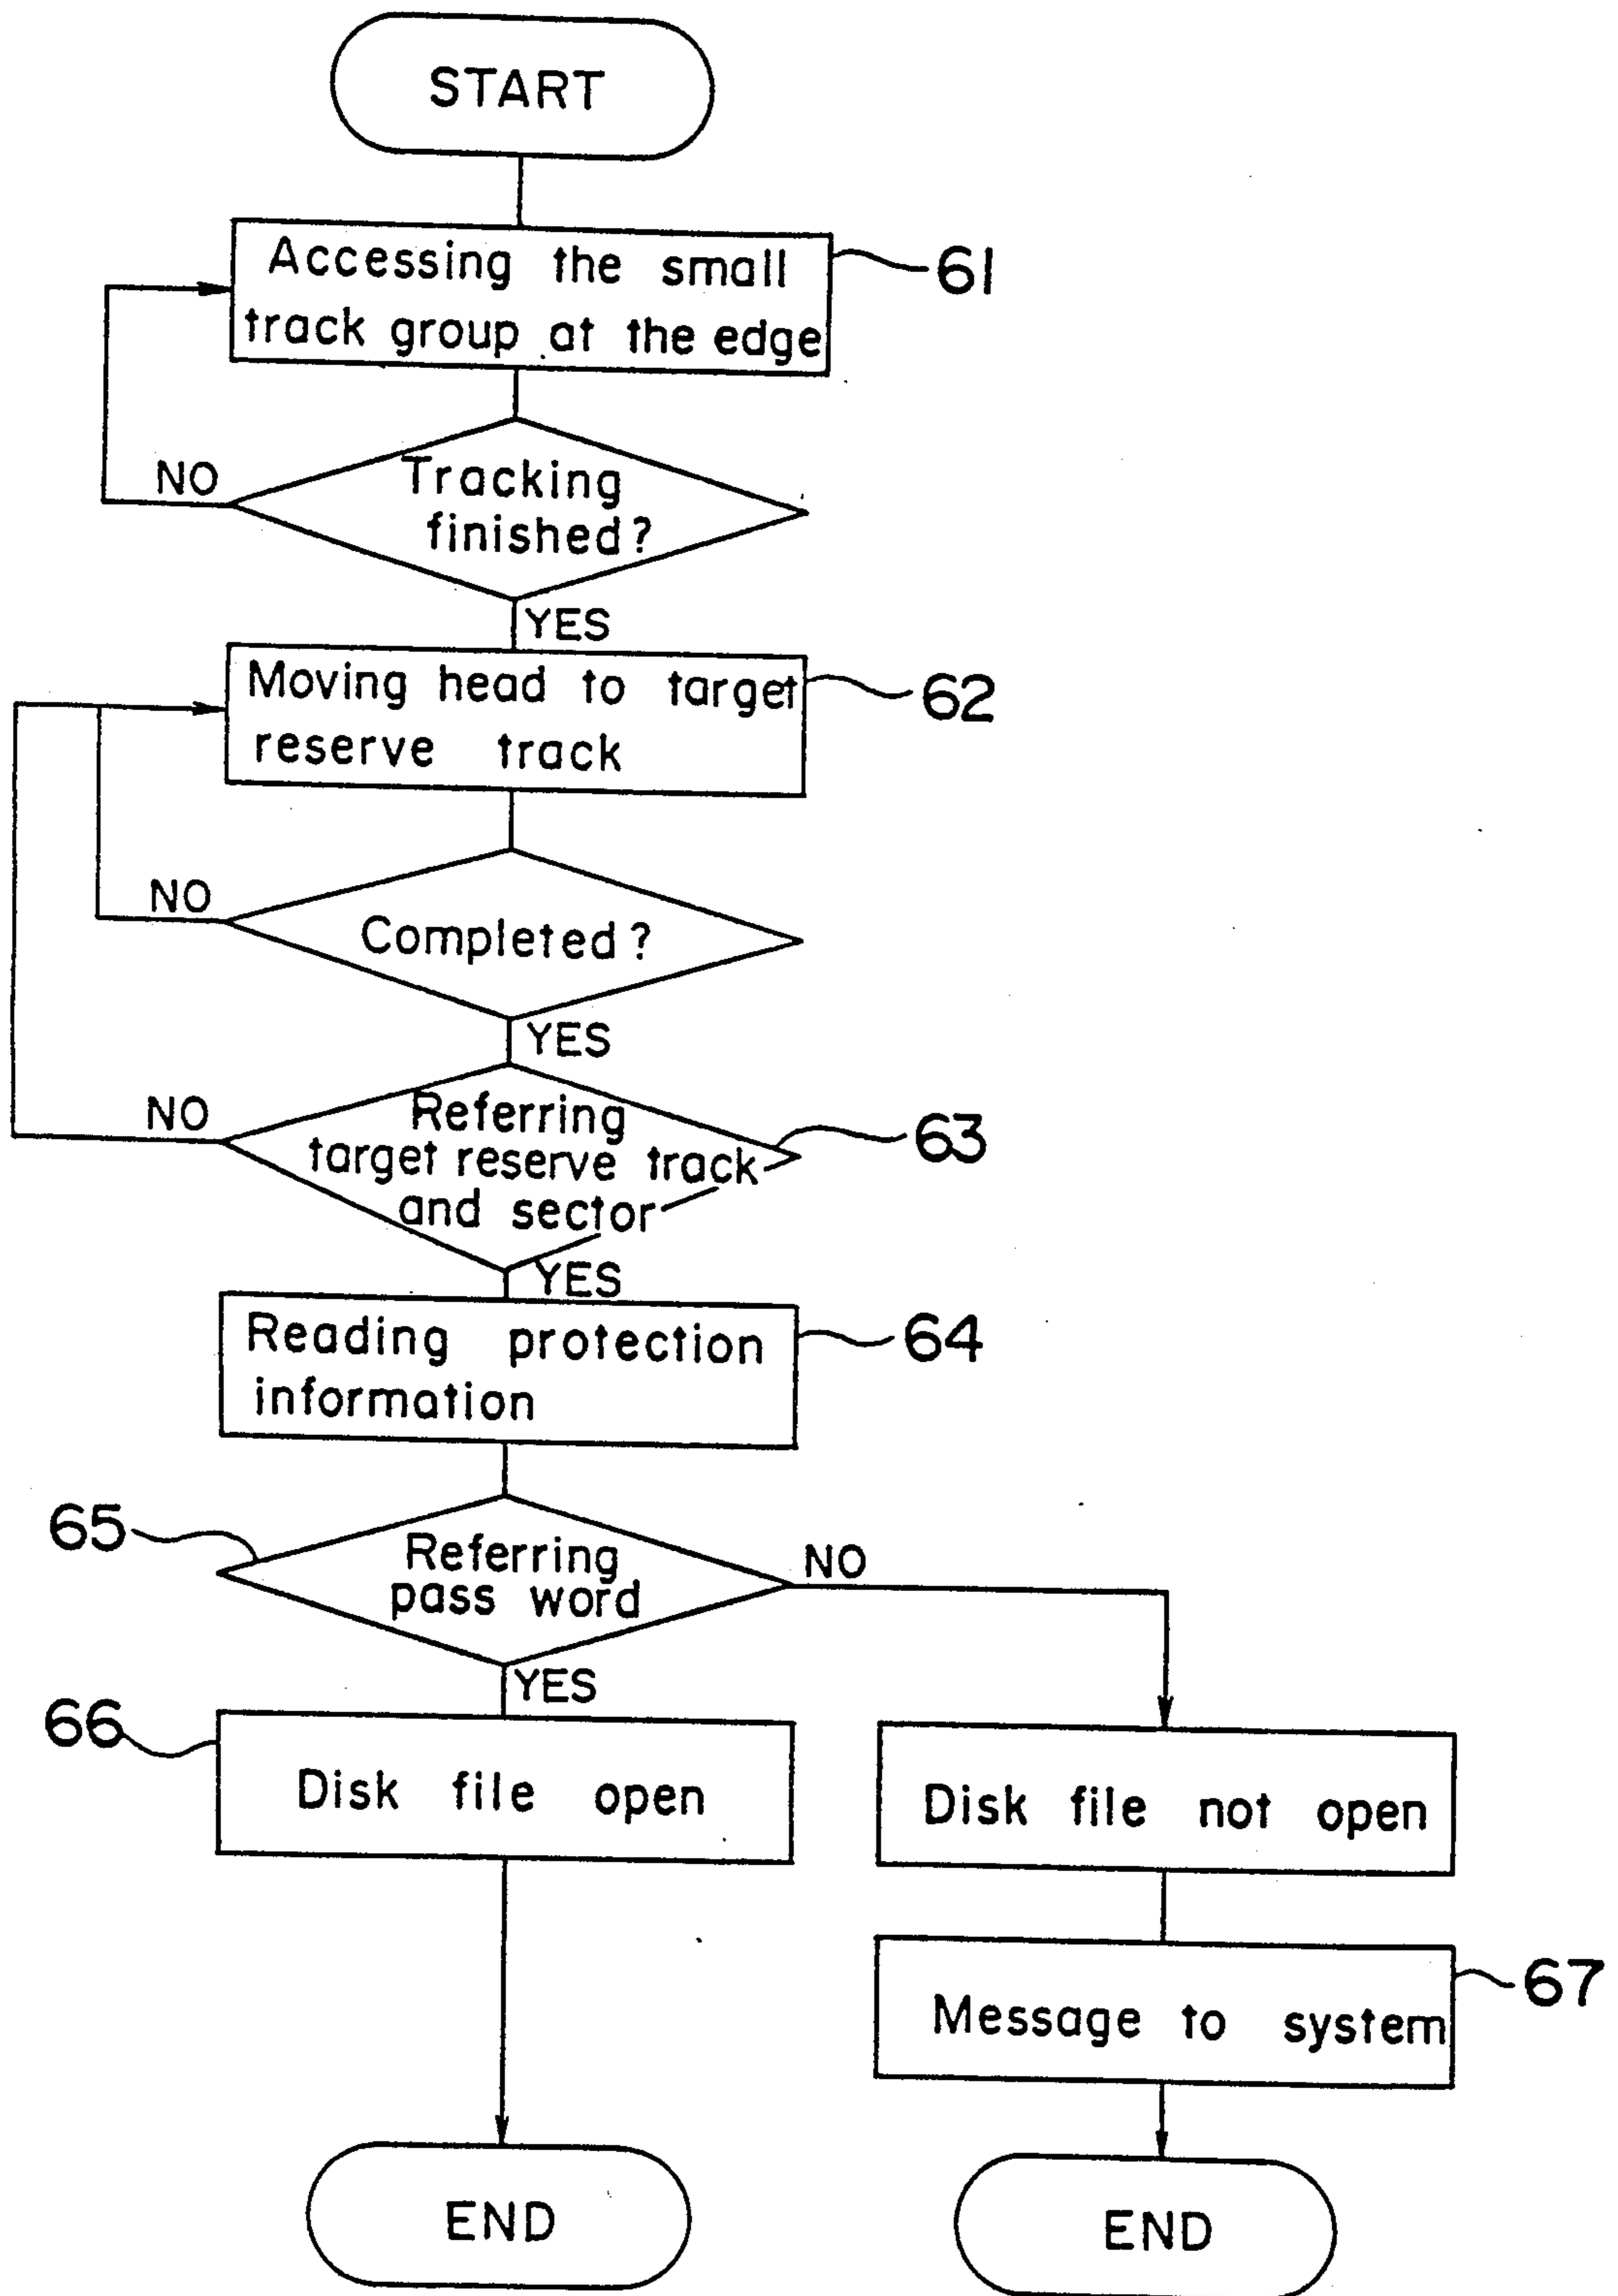 START
Accessing the small
track group at the edge
61
Tracking
finished?
NO
YES
Moving head to target
reserve track
62
Completed?
NO
YES
Referring
target reserve track
and sector
63
NO
YES
Reading protection
information
64
65
Referring
pass word
NO
YES
66
Disk file open
Disk file not open
Message to system
67
END
END